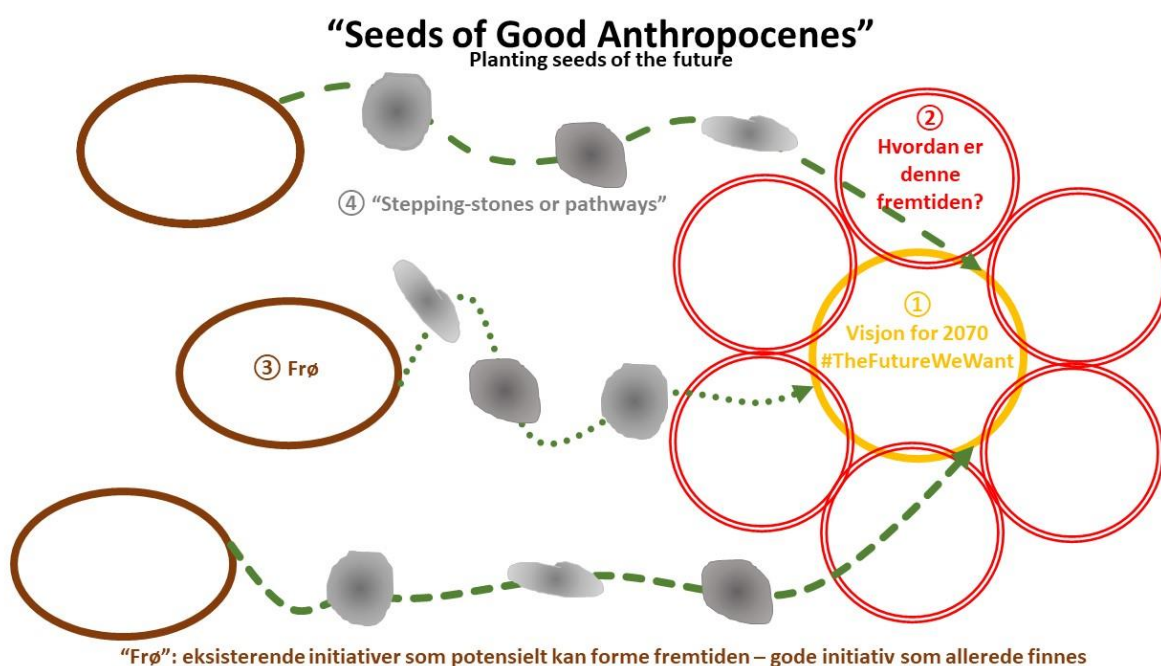 “Seeds of Good Anthropocenes”
Planting seeds of the future
② 
Hvordan er
denne
fremtiden?
④ “Stepping-stones or pathways”
①
Visjon for 2070
#TheFutureWeWant
③ Frø
“Frø”: eksisterende initiativer som potensielt kan forme fremtiden – gode initiativ som allerede finnes